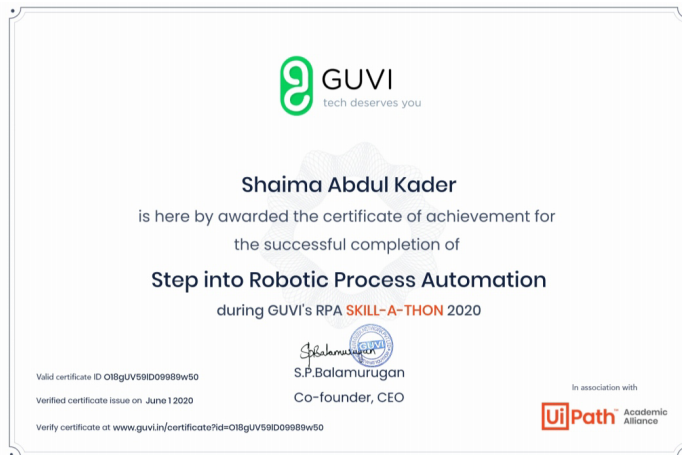 GUVI
tech deserves you
Shaima Abdul Kader
is here by awarded the certificate of achievement for
the successful completion of
Step into Robotic Process Automation
during GUVI's RPA SKILL-A-THON 2020
S.P.Balamurugan
GUVI
S.P.Balamurugan
Co-founder, CEO
Valid certificate ID O18gUV59ID09989w50
Verified certificate issue on June 1 2020
Verify certificate at www.guvi.in/certificate?id=O18gUV59ID09989w50
In association with
UiPath™ Academic
Alliance